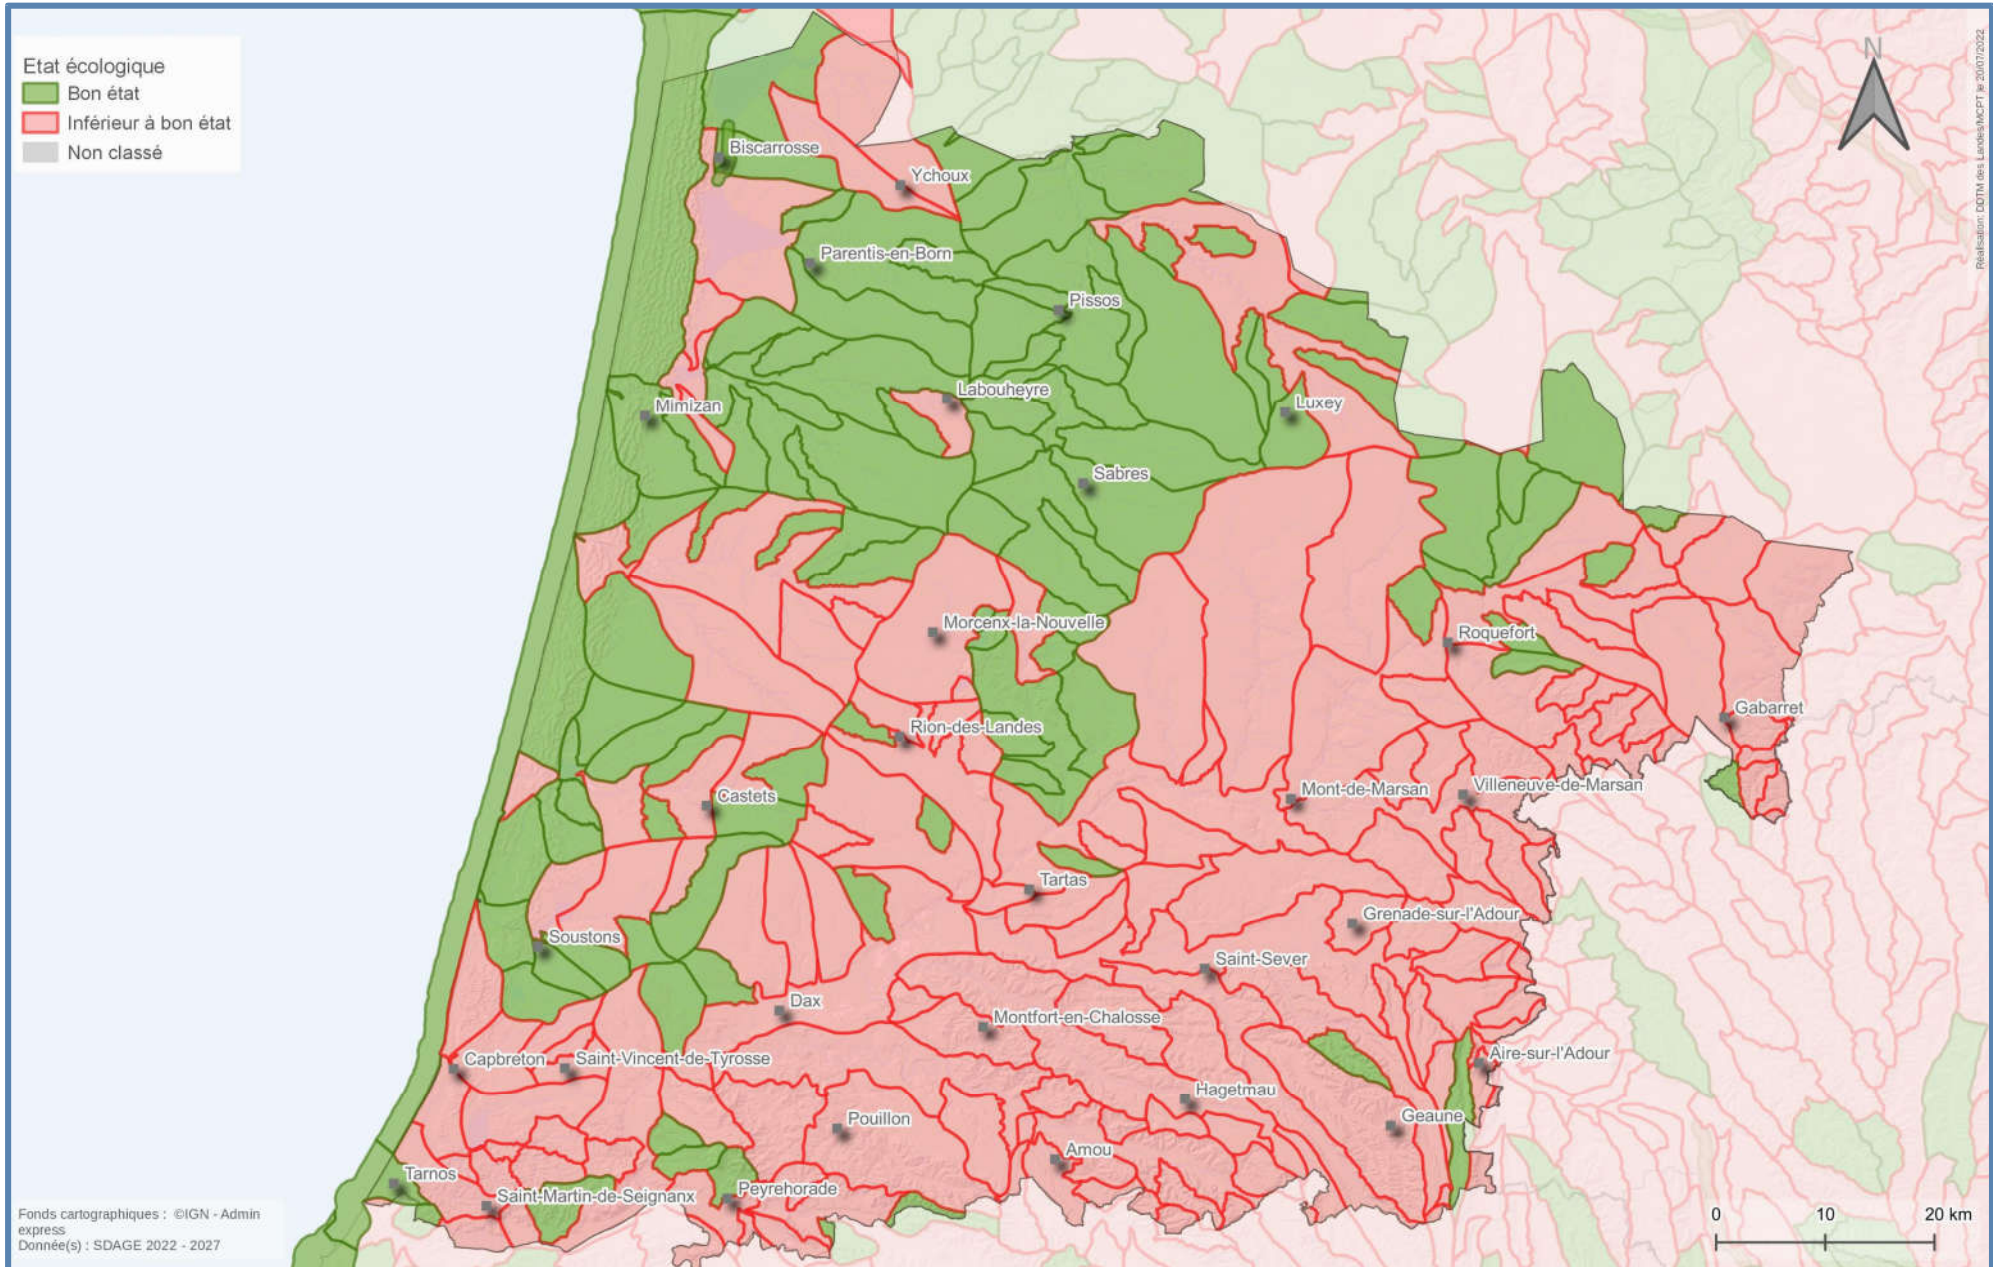 Etat écologique
Bon état
Inférieur à bon état
Non classé
N
Réalisation: DDTM des Landes/MCPT le 20/07/2022
Biscarrosse
Ychoux
Parentis-en-Born
Pissos
Labouheyre
Mimizan
Luxey
Sabres
Morcenx-la-Nouvelle
Roquefort
Gabarret
Rion-des-Landes
Castets
Mont-de-Marsan
Villeneuve-de-Marsan
Tartas
Grenade-sur-l'Adour
Soustons
Saint-Sever
Dax
Montfort-en-Chalosse
Capbreton
Saint-Vincent-de-Tyrosse
Aire-sur-l'Adour
Hagetmau
Pouillon
Geaune
Amou
Tarnos
Saint-Martin-de-Seignanx
Peyrehorade
0 10 20 km
Fonds cartographiques : ©IGN - Admin
express
Donnée(s) : SDAGE 2022 - 2027